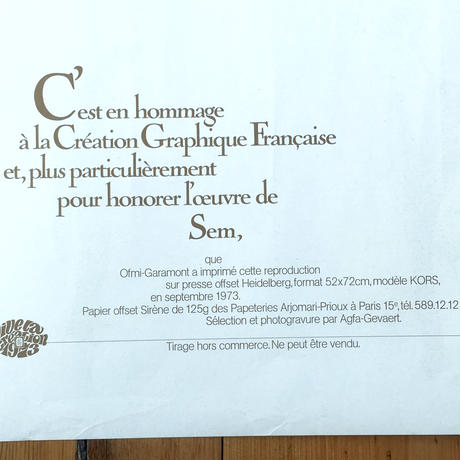 C'est en hommage
à la Création Graphique Française
et, plus particulièrement
pour honorer l'œuvre de
Sem,
que
Ofmi-Garamont a imprimé cette reproduction
sur presse offset Heidelberg, format 52x72cm, modèle KORS,
en septembre 1973.
Papier offset Sirène de 125g des Papeteries Arjomari-Prioux à Paris 15e, tél. 589.12.12
Sélection et photogravure par Agfa-Gevaert.
Tirage hors commerce. Ne peut être vendu.
1973